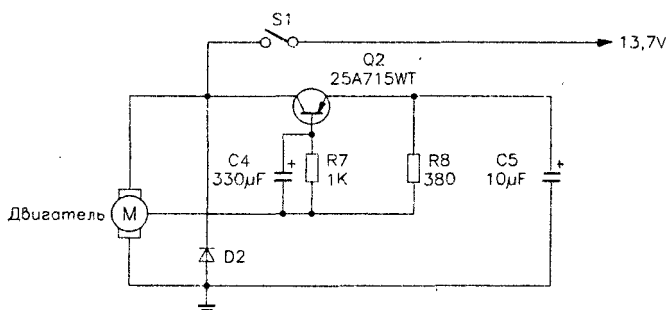 S1
13,7V
Q2
25A715WT
C4
330µF
R7
1K
R8
380
C5
10µF
Двигатель
M
D2